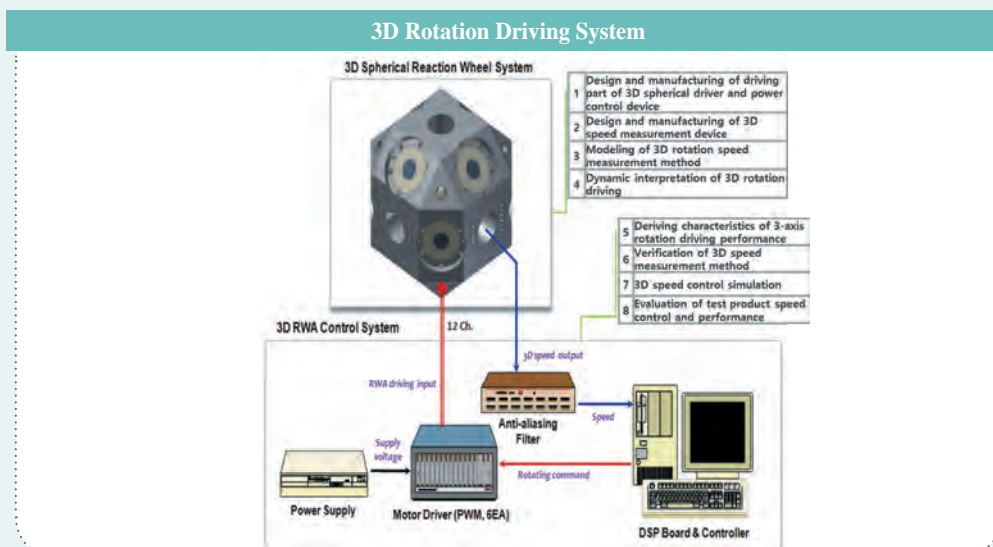 3D Rotation Driving System
3D Spherical Reaction Wheel System
1 Design and manufacturing of driving
part of 3D spherical driver and power
control device
2 Design and manufacturing of 3D
speed measurement device
3 Modeling of 3D rotation speed
measurement method
4 Dynamic interpretation of 3D rotation
driving
5 Deriving characteristics of 3-axis
rotation driving performance
6 Verification of 3D speed
measurement method
7 3D speed control simulation
8 Evaluation of test product speed
control and performance
3D RWA Control System
12 Ch.
3D speed output
RWA driving input
Anti-aliasing
Filter
Speed
Supply
voltage
Rotating command
Power Supply
Motor Driver (PWM, 6EA)
DSP Board & Controller